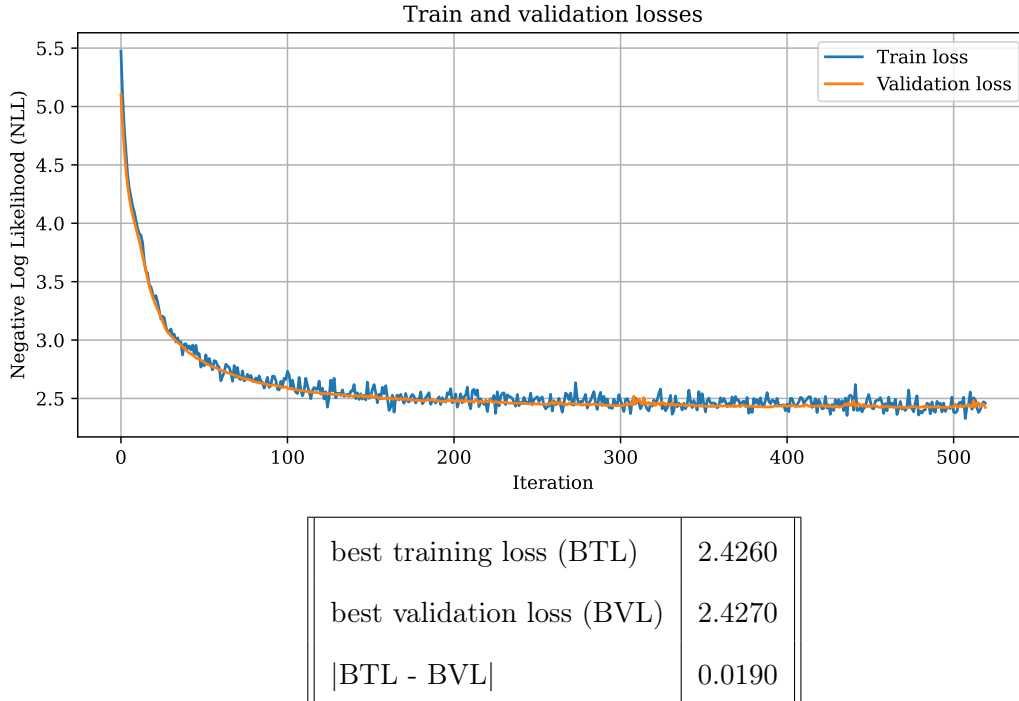 Train and validation losses
Negative Log Likelihood (NLL)
5.5
5.0
4.5
4.0
3.5
3.0
2.5
Train loss
Validation loss
0 100 200 300 400 500
Iteration
best training loss (BTL) 2.4260
best validation loss (BVL) 2.4270
|BTL - BVL| 0.0190